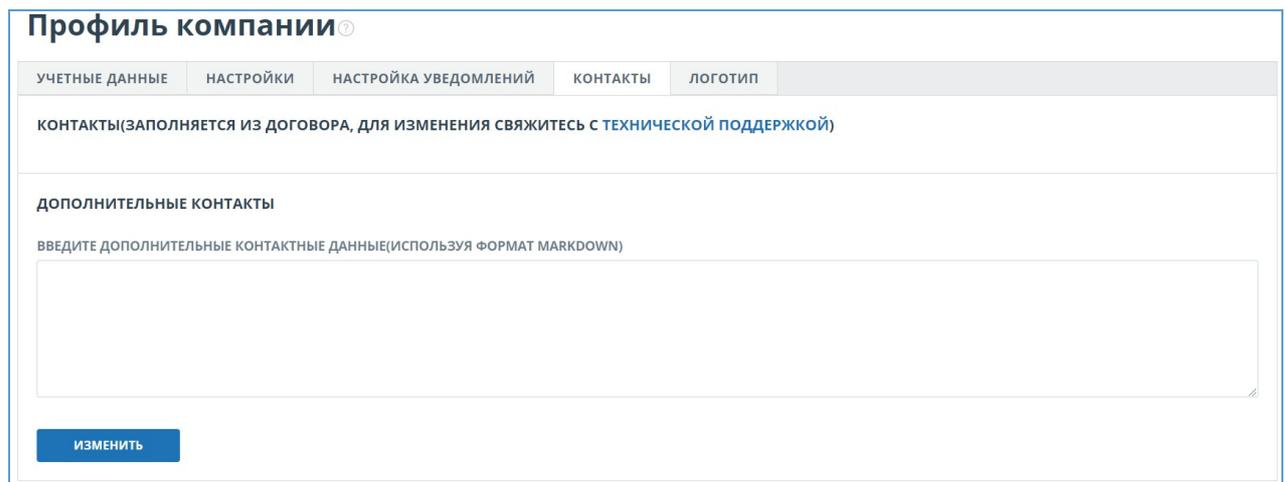 Профиль компании ?
УЧЕТНЫЕ ДАННЫЕ НАСТРОЙКИ НАСТРОЙКА УВЕДОМЛЕНИЙ КОНТАКТЫ ЛОГОТИП
КОНТАКТЫ(ЗАПОЛНЯЕТСЯ ИЗ ДОГОВОРА, ДЛЯ ИЗМЕНЕНИЯ СВЯЖИТЕСЬ С ТЕХНИЧЕСКОЙ ПОДДЕРЖКОЙ)
ДОПОЛНИТЕЛЬНЫЕ КОНТАКТЫ
ВВЕДИТЕ ДОПОЛНИТЕЛЬНЫЕ КОНТАКТНЫЕ ДАННЫЕ(ИСПОЛЬЗУЯ ФОРМАТ MARKDOWN)
ИЗМЕНИТЬ